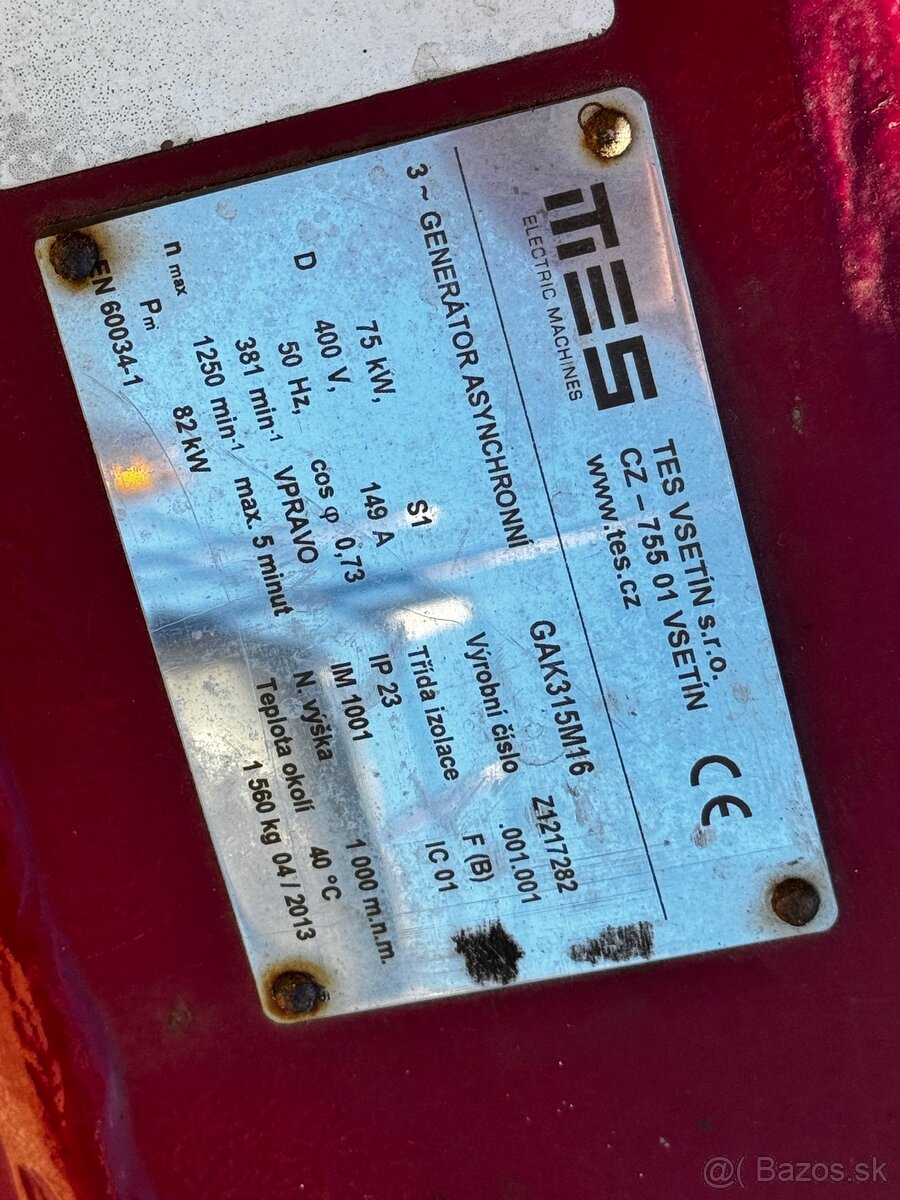 TES
ELECTRIC MACHINES
TES VSETÍN s.r.o.
CZ – 755 01 VSETÍN
www.tes.cz
CE
3 ~ GENERÁTOR ASYNCHRONNÍ GAK315M16 Z1217282
Výrobní číslo .001.001
S1 Třída izolace F (B)
75 kW, 149 A IP 23 IC 01
D 400 V, cos φ 0,73 IM 1001
50 Hz, VPRAVO N. výška 1 000 m.n.m.
381 min-1 Teplota okolí 40 °C
n max 1250 min-1 max. 5 minut 1 560 kg 04 / 2013
Pm 82 kW
EN 60034-1
@( Bazos.sk